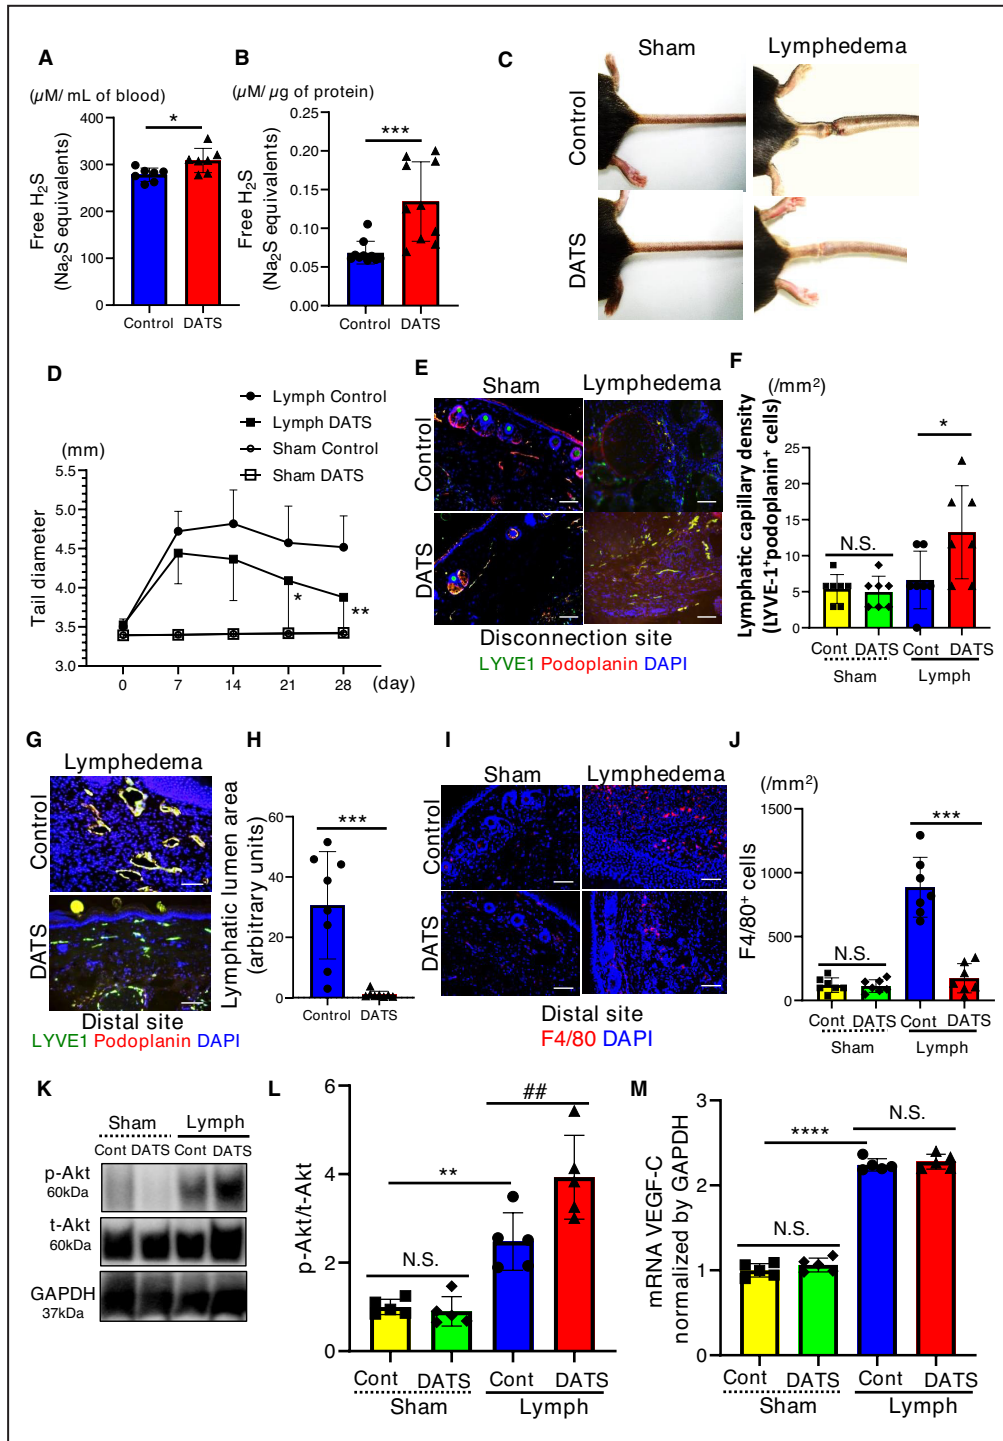 A
(µM/ mL of blood)
Free H2S
(Na2S equivalents)
400
300
200
100
0
*
Control
DATS
B
(µM/ µg of protein)
Free H2S
(Na2S equivalents)
0.25
0.20
0.15
0.10
0.05
0.00
***
Control
DATS
C
Sham
Lymphedema
Control
DATS
D
Lymph Control
Lymph DATS
Sham Control
Sham DATS
(mm)
Tail diameter
5.5
5.0
4.5
4.0
3.5
3.0
*
**
0
7
14
21
28
(day)
E
Sham
Lymphedema
Control
DATS
Disconnection site
LYVE1 Podoplanin DAPI
F
(/mm2)
Lymphatic capillary density
(LYVE-1+podoplanin+ cells)
25
20
15
10
5
0
N.S.
*
Cont DATS Cont DATS
Sham Lymph
G
Lymphedema
Control
DATS
Distal site
LYVE1 Podoplanin DAPI
H
Lymphatic lumen area
(arbitrary units)
60
40
20
0
***
Control
DATS
I
Sham
Lymphedema
Control
DATS
Distal site
F4/80 DAPI
J
(/mm2)
F4/80+ cells
1500
1000
500
0
N.S.
***
Cont DATS Cont DATS
Sham Lymph
K
Sham Lymph
Cont DATS Cont DATS
p-Akt
60kDa
t-Akt
60kDa
GAPDH
37kDa
L
p-Akt/t-Akt
6
4
2
0
N.S.
**
##
Cont DATS Cont DATS
Sham Lymph
M
mRNA VEGF-C
normalized by GAPDH
3
2
1
0
N.S.
****
N.S.
Cont DATS Cont DATS
Sham Lymph